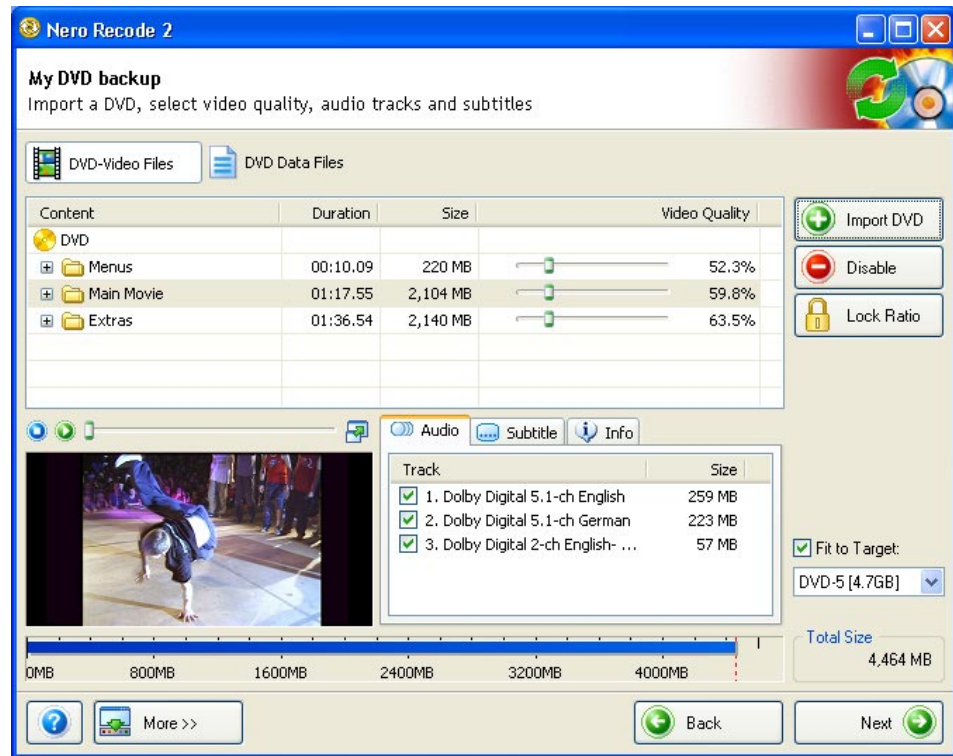 Nero Recode 2
My DVD backup
Import a DVD, select video quality, audio tracks and subtitles
DVD-Video Files
DVD Data Files
Content Duration Size Video Quality
DVD
Menus 00:10.09 220 MB 52.3%
Main Movie 01:17.55 2,104 MB 59.8%
Extras 01:36.54 2,140 MB 63.5%
Import DVD
Disable
Lock Ratio
Audio Subtitle Info
Track Size
1. Dolby Digital 5.1-ch English 259 MB
2. Dolby Digital 5.1-ch German 223 MB
3. Dolby Digital 2-ch English- ... 57 MB
Fit to Target:
DVD-5 [4.7GB]
Total Size
4,464 MB
0MB 800MB 1600MB 2400MB 3200MB 4000MB
? More >> Back Next